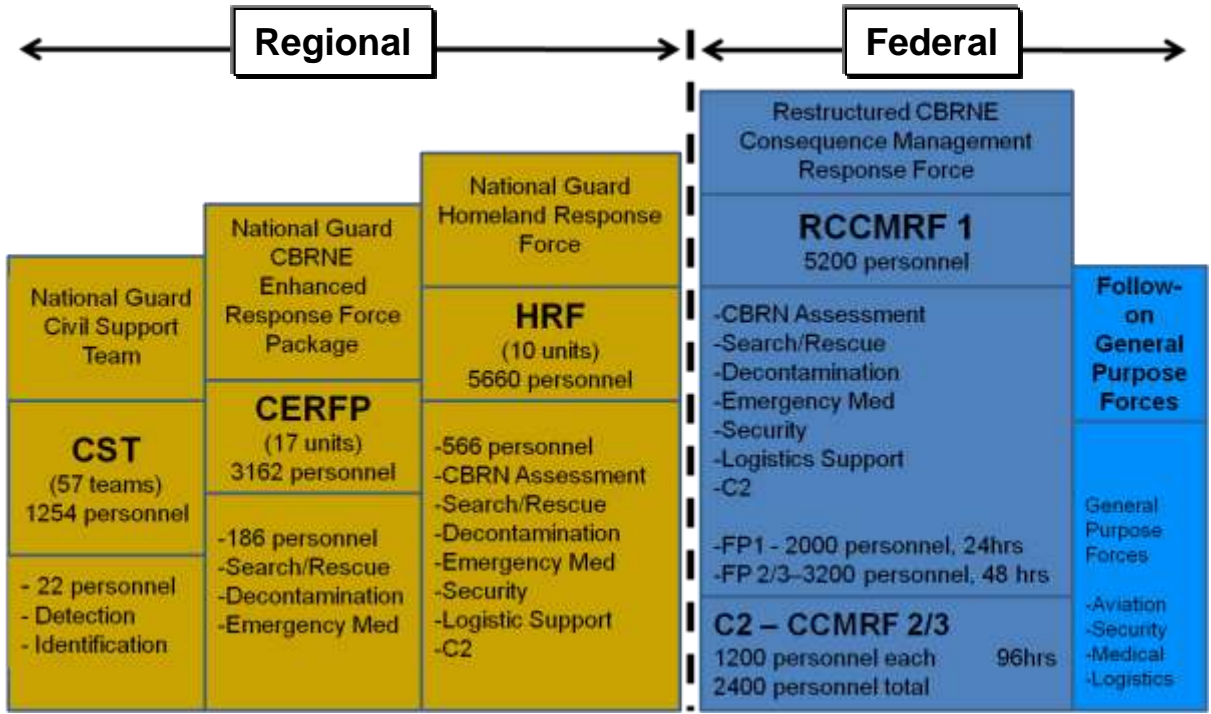 Regional
Federal
National Guard
Civil Support
Team
CST
(57 teams)
1254 personnel
- 22 personnel
- Detection
- Identification
National Guard
CBRNE
Enhanced
Response Force
Package
CERFP
(17 units)
3162 personnel
-186 personnel
-Search/Rescue
-Decontamination
-Emergency Med
National Guard
Homeland Response
Force
HRF
(10 units)
5660 personnel
-566 personnel
-CBRN Assessment
-Search/Rescue
-Decontamination
-Emergency Med
-Security
-Logistic Support
-C2
Restructured CBRNE
Consequence Management
Response Force
RCCMRF 1
5200 personnel
-CBRN Assessment
-Search/Rescue
-Decontamination
-Emergency Med
-Security
-Logistics Support
-C2
-FP1 - 2000 personnel, 24hrs
-FP 2/3–3200 personnel, 48 hrs
C2 – CCMRF 2/3
1200 personnel each 96hrs
2400 personnel total
Follow-
on
General
Purpose
Forces
General
Purpose
Forces
-Aviation
-Security
-Medical
-Logistics